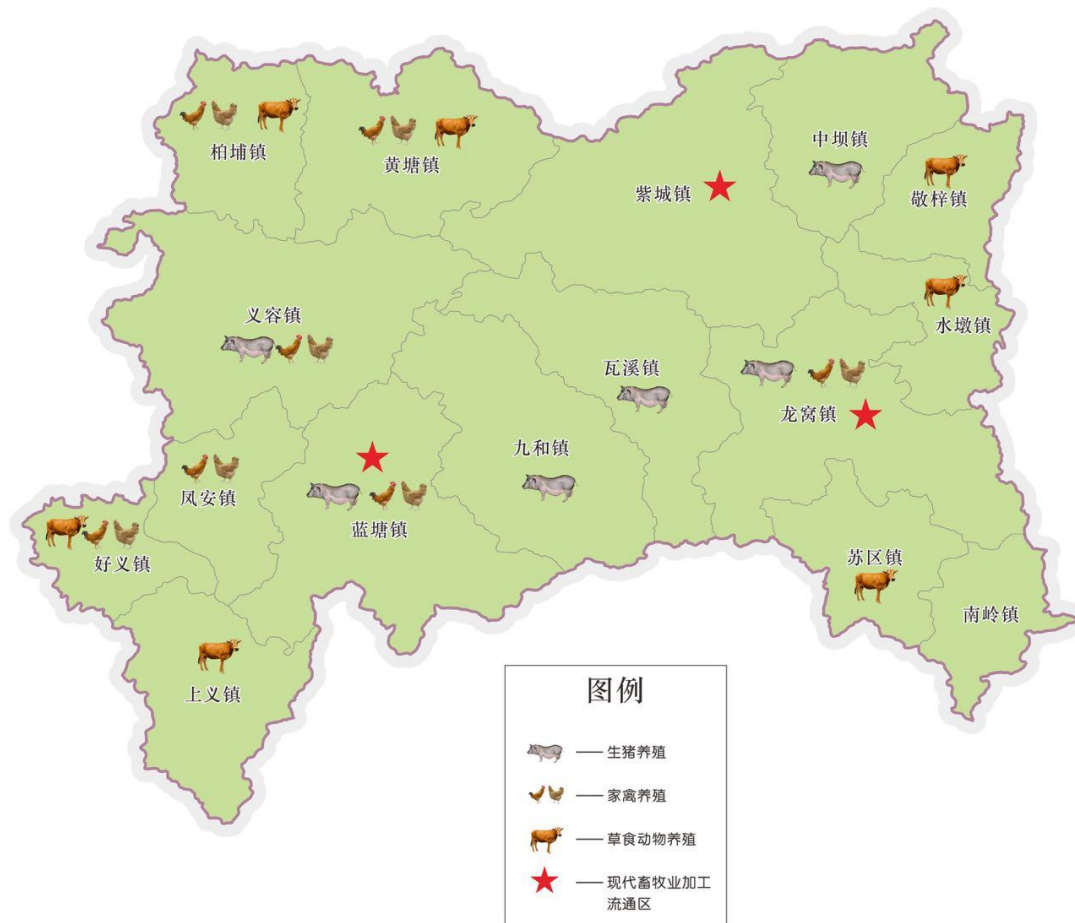 柏埔镇
黄塘镇
中坝镇
紫城镇
敬梓镇
义容镇
水墩镇
瓦溪镇
龙窝镇
九和镇
凤安镇
蓝塘镇
好义镇
苏区镇
南岭镇
上义镇
图例
——生猪养殖
——家禽养殖
——草食动物养殖
——现代畜牧业加工
流通区